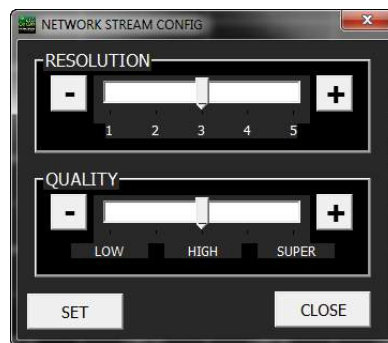 NETWORK STREAM CONFIG
x
RESOLUTION
- +
1 2 3 4 5
QUALITY
- +
LOW HIGH SUPER
SET CLOSE